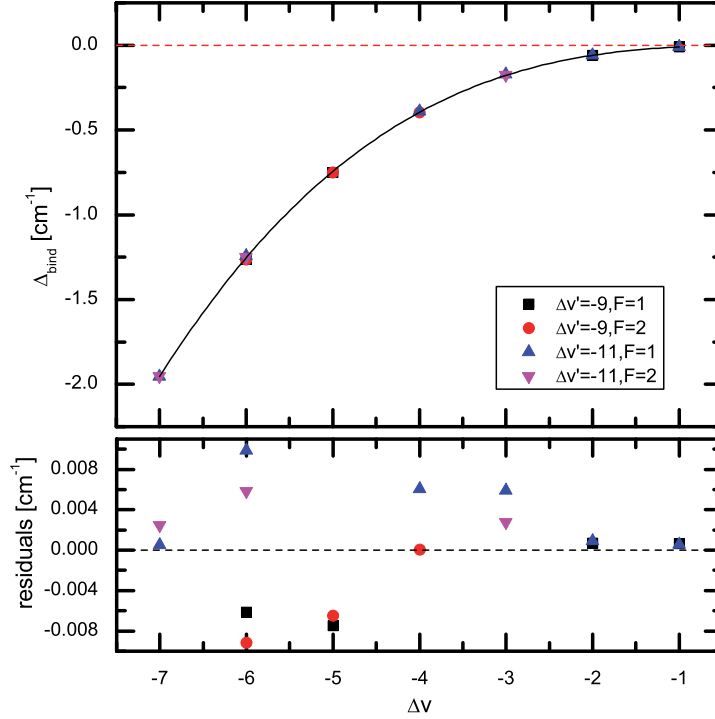 0.0
-0.5
-1.0
-1.5
-2.0
Δbind [cm-1]
Δv'=-9,F=1
Δv'=-9,F=2
Δv'=-11,F=1
Δv'=-11,F=2
0.008
0.004
0.000
-0.004
-0.008
residuals [cm-1]
-7 -6 -5 -4 -3 -2 -1
Δv